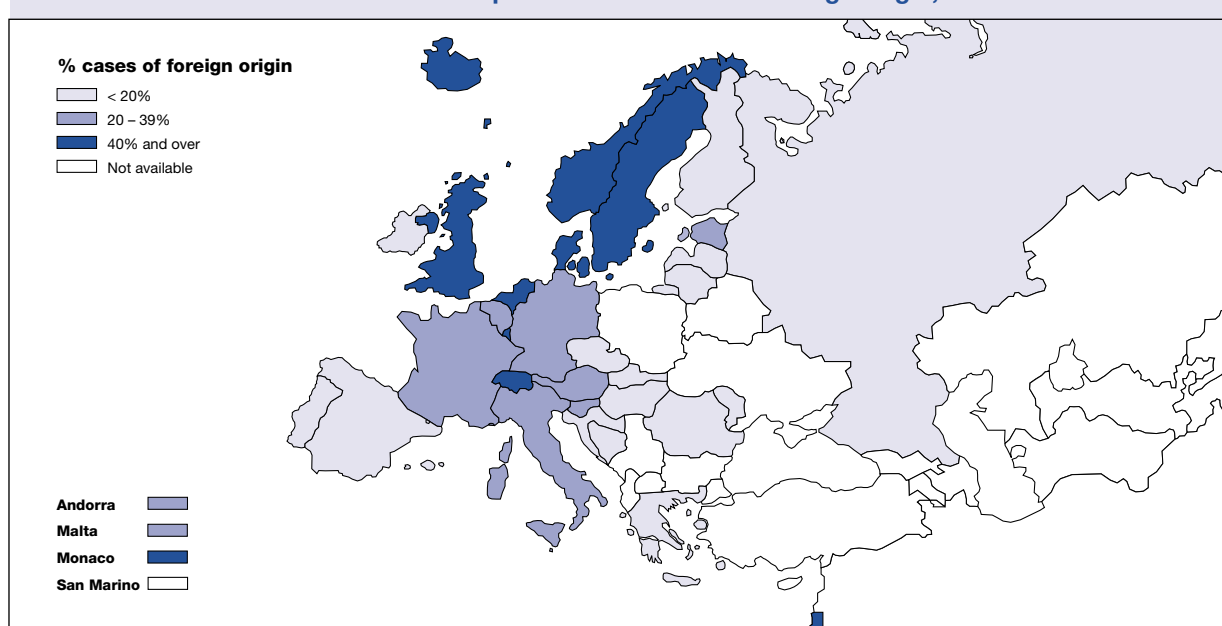 % cases of foreign origin
< 20%
20 – 39%
40% and over
Not available
Andorra
Malta
Monaco
San Marino